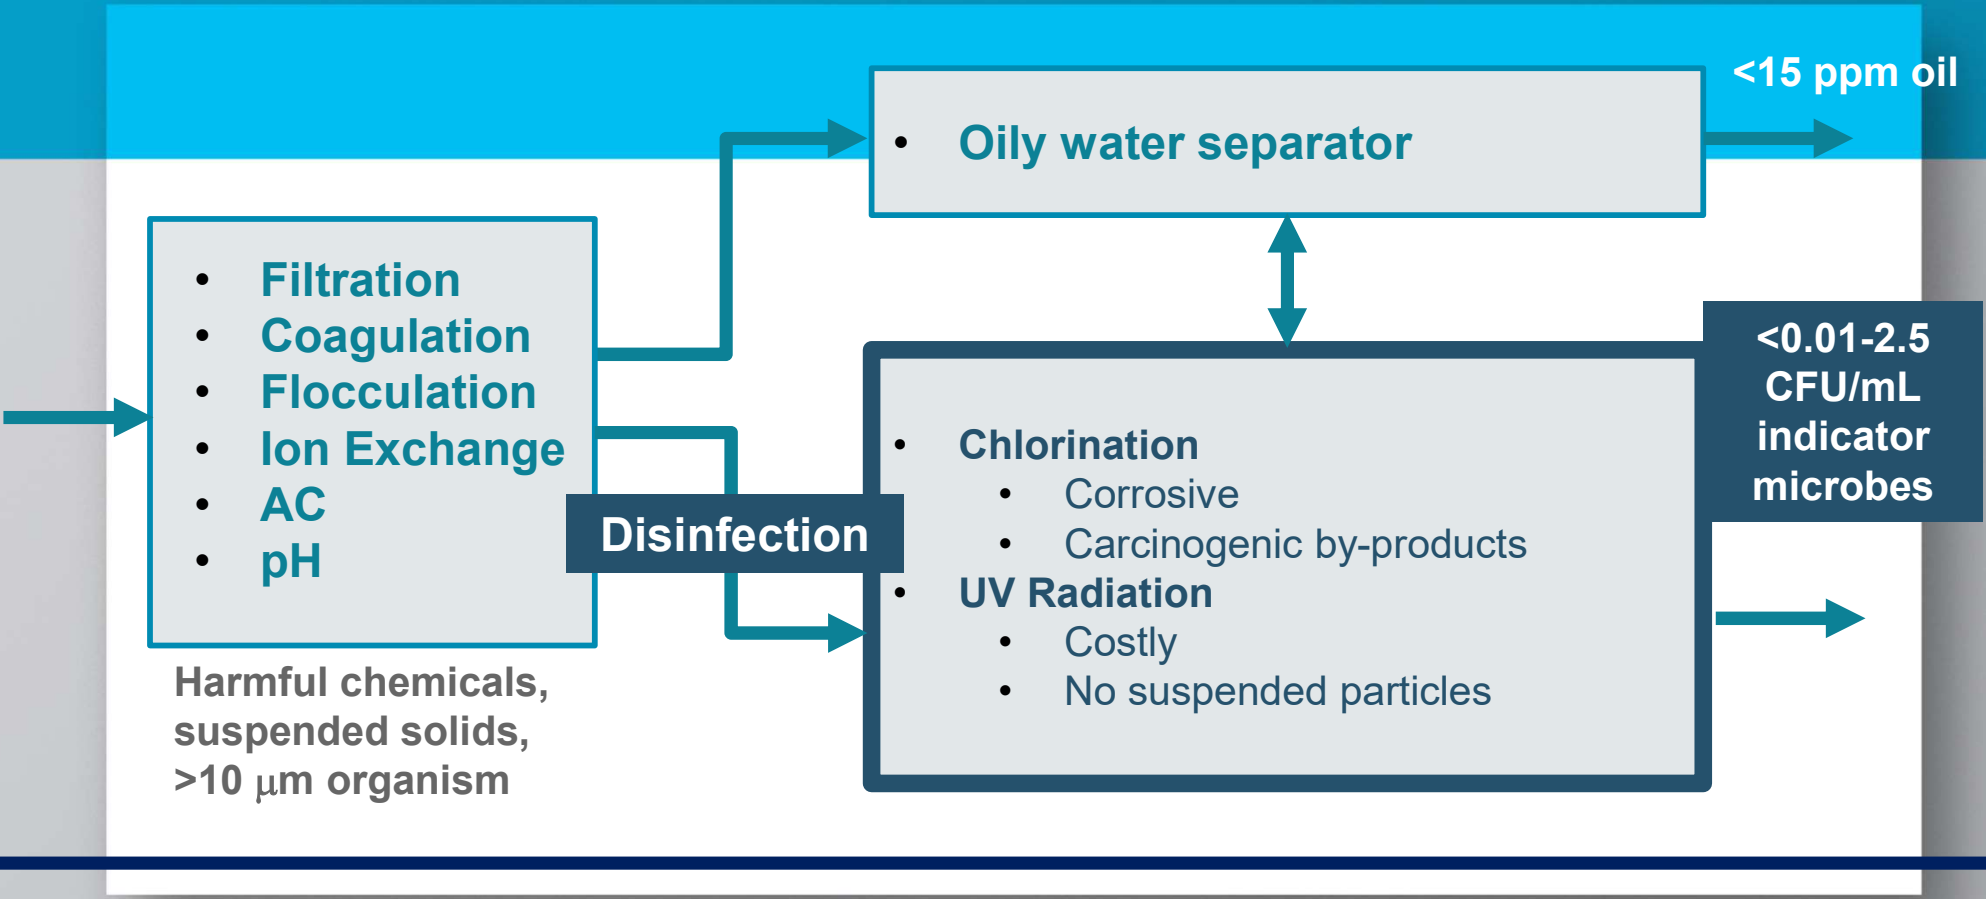 <15 ppm oil
• Oily water separator
• Filtration
• Coagulation
• Flocculation
• Ion Exchange
• AC
• pH
Harmful chemicals,
suspended solids,
>10 μm organism
Disinfection
• Chlorination
• Corrosive
• Carcinogenic by-products
• UV Radiation
• Costly
• No suspended particles
<0.01-2.5
CFU/mL
indicator
microbes